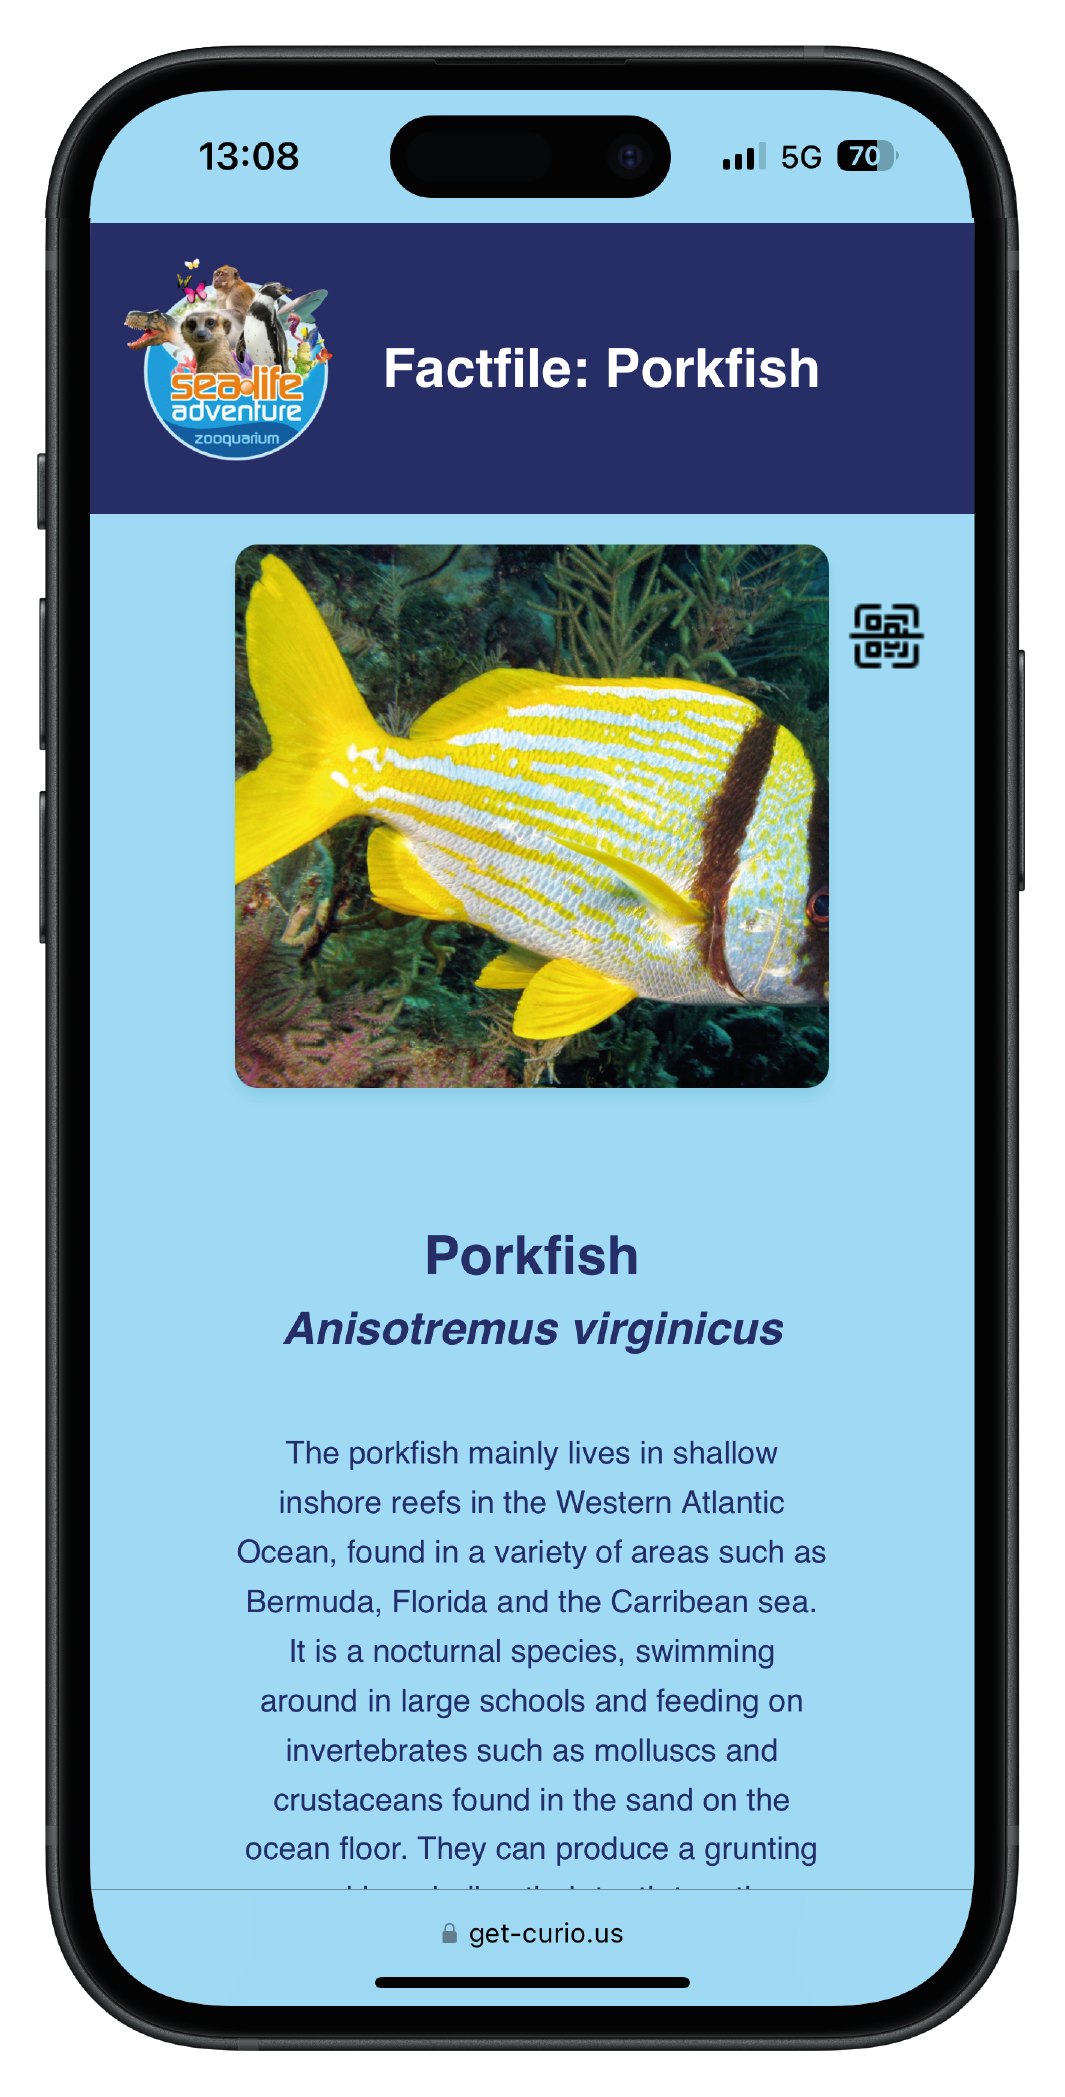 13:08
5G
70
sea life
adventure
zooquarium
Factfile: Porkfish
Porkfish
Anisotremus virginicus
The porkfish mainly lives in shallow
inshore reefs in the Western Atlantic
Ocean, found in a variety of areas such as
Bermuda, Florida and the Carribean sea.
It is a nocturnal species, swimming
around in large schools and feeding on
invertebrates such as molluscs and
crustaceans found in the sand on the
ocean floor. They can produce a grunting
get-curio.us